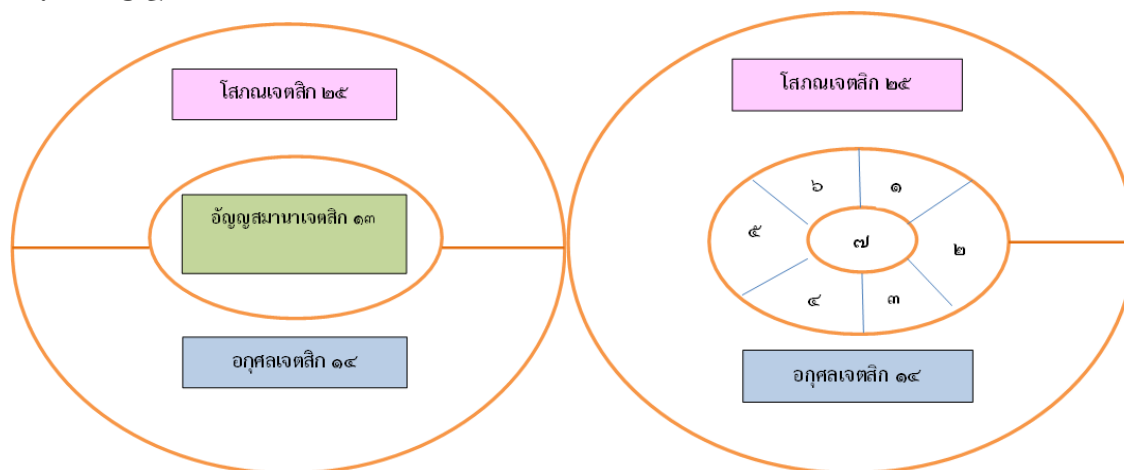 โสภณเจตสิก ๒๕
อัญญสมานาเจตสิก ๑๓
อกุศลเจตสิก ๑๔
โสภณเจตสิก ๒๕
๖
๑
๕
๗
๒
๔
๓
อกุศลเจตสิก ๑๔